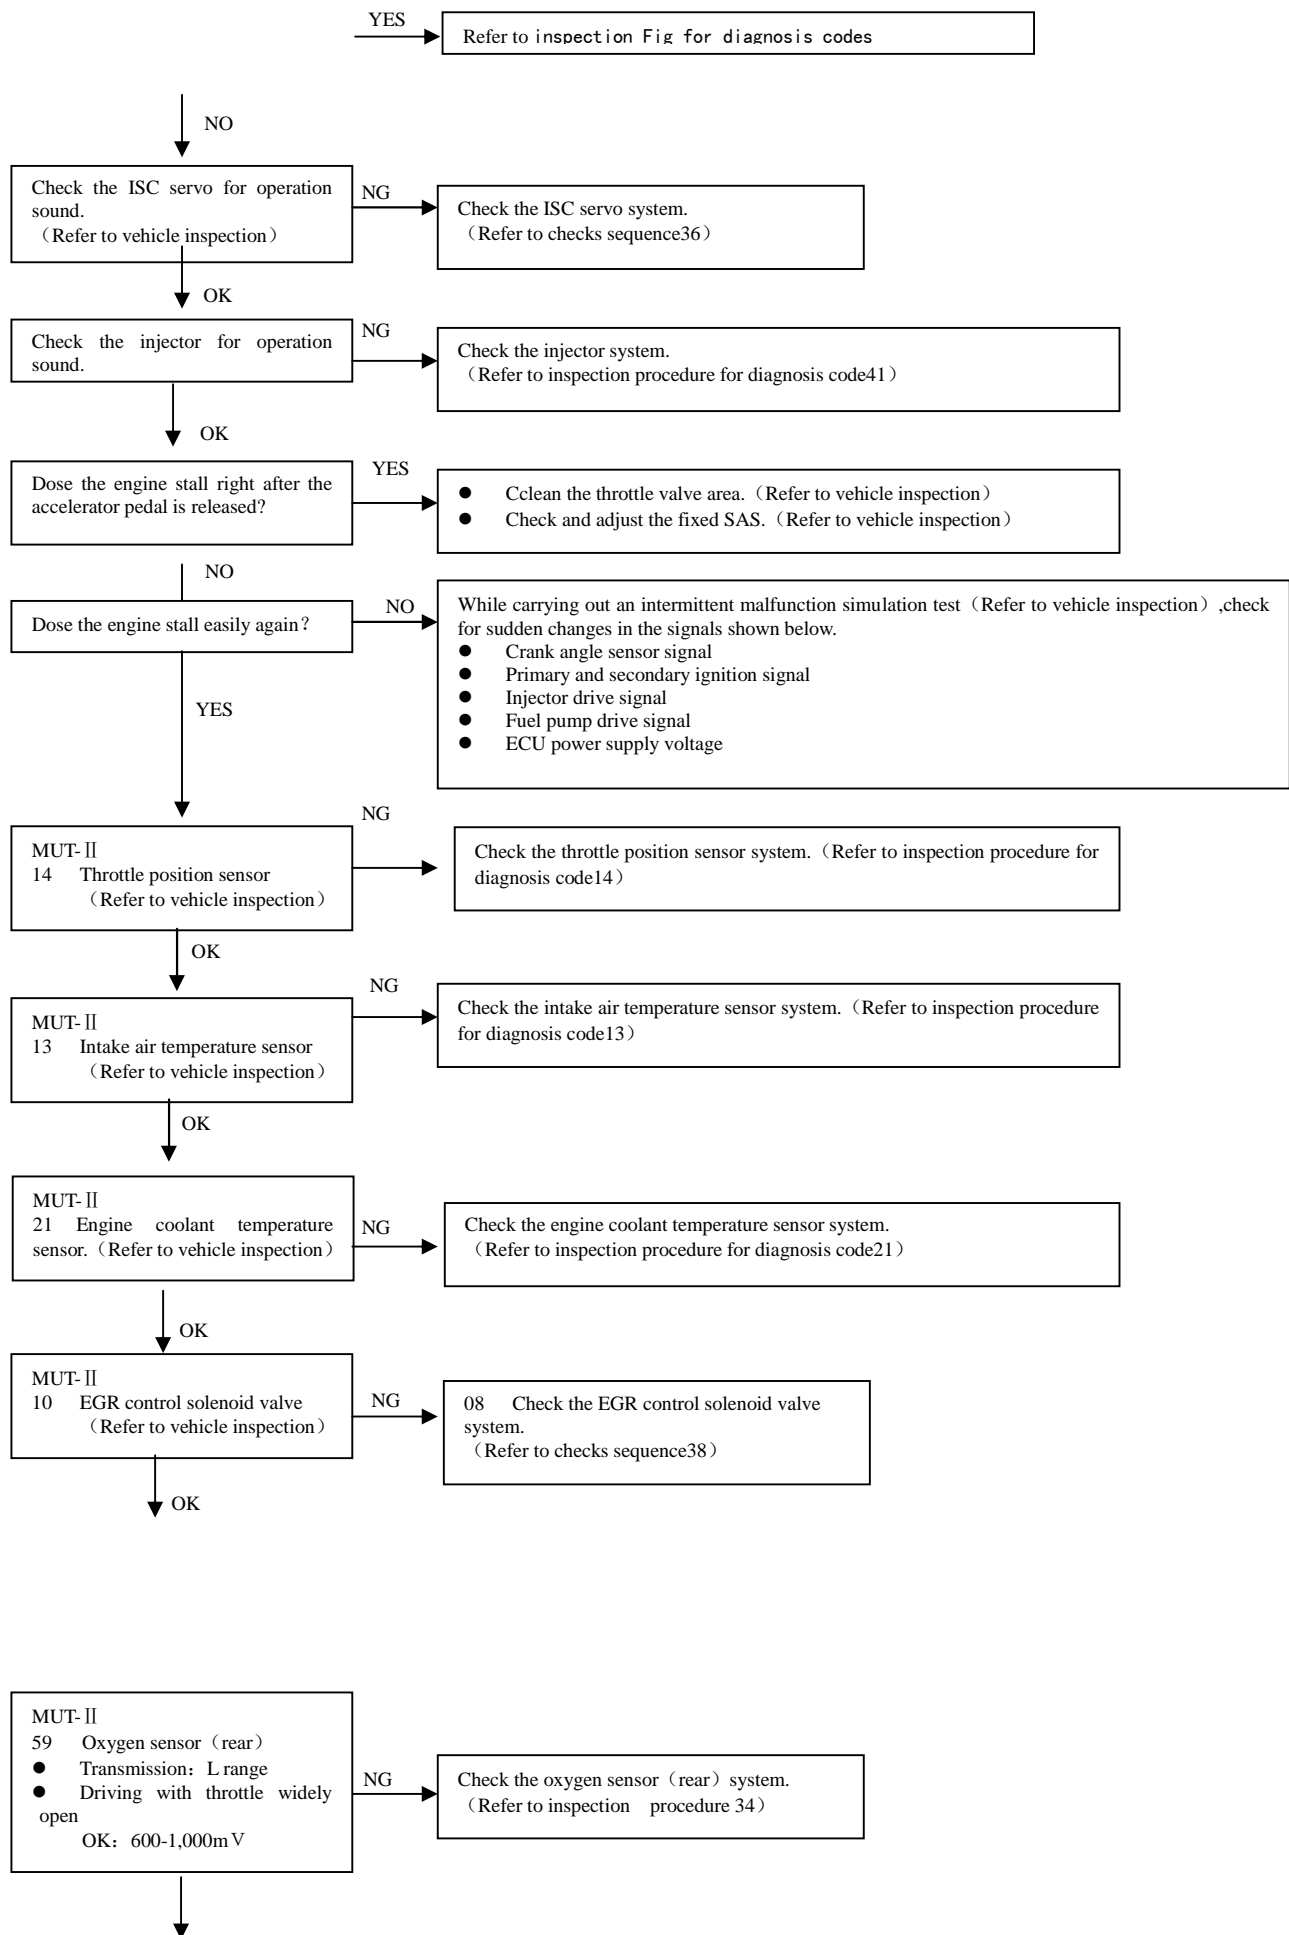 YES
Refer to inspection Fig for diagnosis codes
NO
Check the ISC servo for operation
sound.
（Refer to vehicle inspection）
NG
Check the ISC servo system.
（Refer to checks sequence36）
OK
Check the injector for operation
sound.
NG
Check the injector system.
（Refer to inspection procedure for diagnosis code41）
OK
Dose the engine stall right after the
accelerator pedal is released?
YES
● Cclean the throttle valve area.（Refer to vehicle inspection）
● Check and adjust the fixed SAS.（Refer to vehicle inspection）
NO
Dose the engine stall easily again？
NO
While carrying out an intermittent malfunction simulation test（Refer to vehicle inspection）,check
for sudden changes in the signals shown below.
● Crank angle sensor signal
● Primary and secondary ignition signal
● Injector drive signal
● Fuel pump drive signal
● ECU power supply voltage
YES
MUT-Ⅱ
14 Throttle position sensor
（Refer to vehicle inspection）
NG
Check the throttle position sensor system.（Refer to inspection procedure for
diagnosis code14）
OK
MUT-Ⅱ
13 Intake air temperature sensor
（Refer to vehicle inspection）
NG
Check the intake air temperature sensor system.（Refer to inspection procedure
for diagnosis code13）
OK
MUT-Ⅱ
21 Engine coolant temperature
sensor.（Refer to vehicle inspection）
NG
Check the engine coolant temperature sensor system.
（Refer to inspection procedure for diagnosis code21）
OK
MUT-Ⅱ
10 EGR control solenoid valve
（Refer to vehicle inspection）
NG
08 Check the EGR control solenoid valve
system.
（Refer to checks sequence38）
OK
MUT-Ⅱ
59 Oxygen sensor（rear）
● Transmission：L range
● Driving with throttle widely
open
OK：600-1,000mＶ
NG
Check the oxygen sensor（rear）system.
（Refer to inspection procedure 34）